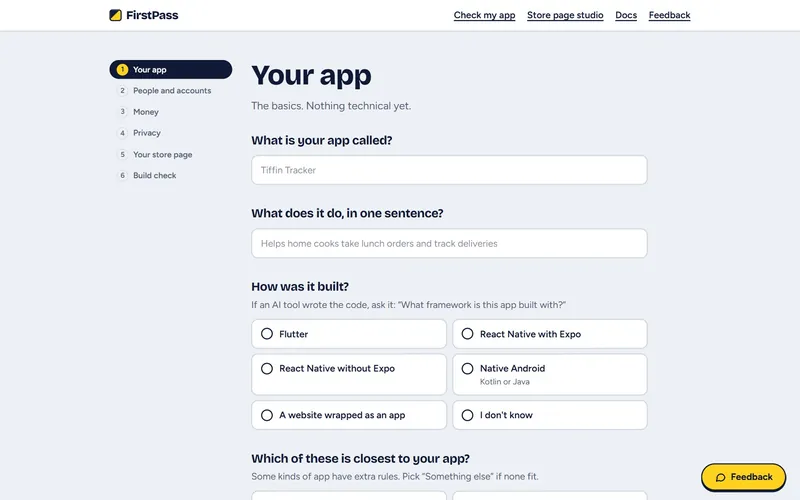 FirstPass
Check my app
Store page studio
Docs
Feedback
1 Your app
2 People and accounts
3 Money
4 Privacy
5 Your store page
6 Build check
Your app
The basics. Nothing technical yet.
What is your app called?
Tiffin Tracker
What does it do, in one sentence?
Helps home cooks take lunch orders and track deliveries
How was it built?
If an AI tool wrote the code, ask it: “What framework is this app built with?”
Flutter
React Native with Expo
React Native without Expo
Native Android
Kotlin or Java
A website wrapped as an app
I don't know
Which of these is closest to your app?
Some kinds of app have extra rules. Pick “Something else” if none fit.
Feedback